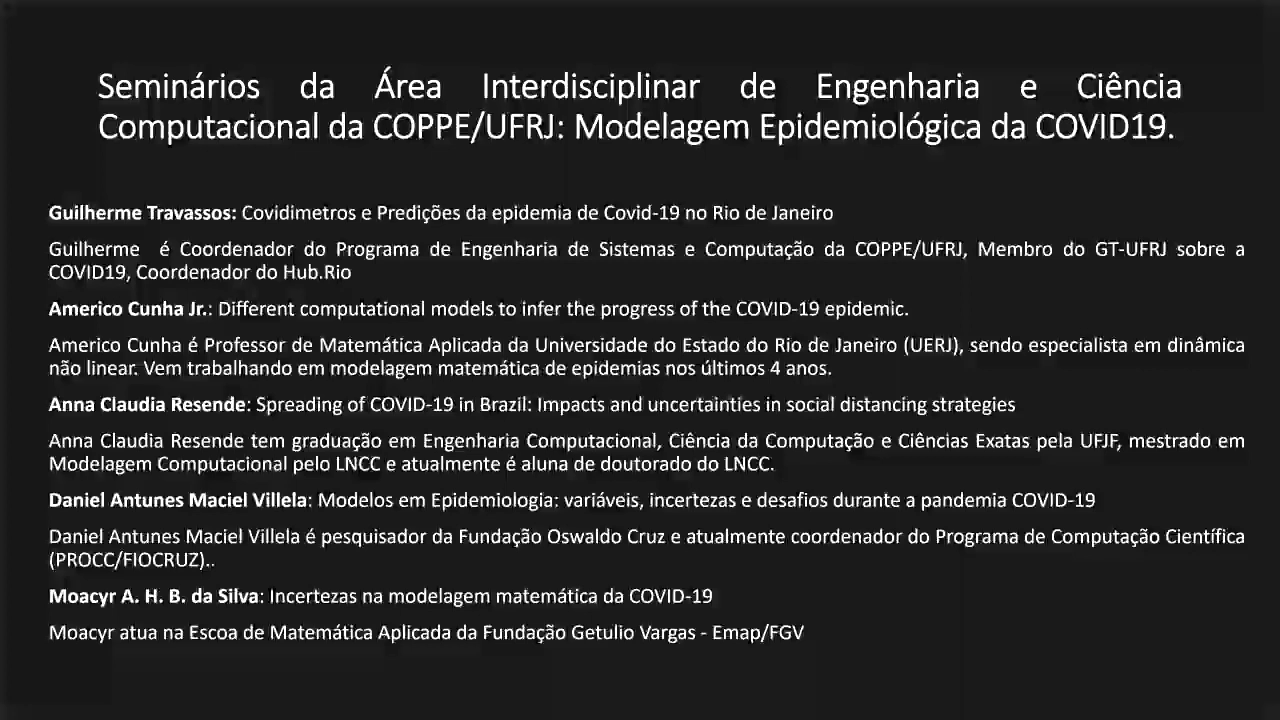 Seminários da Área Interdisciplinar de Engenharia e Ciência
Computacional da COPPE/UFRJ: Modelagem Epidemiológica da COVID19.
Guilherme Travassos: Covidimetros e Predições da epidemia de Covid-19 no Rio de Janeiro
Guilherme é Coordenador do Programa de Engenharia de Sistemas e Computação da COPPE/UFRJ, Membro do GT-UFRJ sobre a
COVID19, Coordenador do Hub.Rio
Americo Cunha Jr.: Different computational models to infer the progress of the COVID-19 epidemic.
Americo Cunha é Professor de Matemática Aplicada da Universidade do Estado do Rio de Janeiro (UERJ), sendo especialista em dinâmica
não linear. Vem trabalhando em modelagem matemática de epidemias nos últimos 4 anos.
Anna Claudia Resende: Spreading of COVID-19 in Brazil: Impacts and uncertainties in social distancing strategies
Anna Claudia Resende tem graduação em Engenharia Computacional, Ciência da Computação e Ciências Exatas pela UFJF, mestrado em
Modelagem Computacional pelo LNCC e atualmente é aluna de doutorado do LNCC.
Daniel Antunes Maciel Villela: Modelos em Epidemiologia: variáveis, incertezas e desafios durante a pandemia COVID-19
Daniel Antunes Maciel Villela é pesquisador da Fundação Oswaldo Cruz e atualmente coordenador do Programa de Computação Científica
(PROCC/FIOCRUZ)..
Moacyr A. H. B. da Silva: Incertezas na modelagem matemática da COVID-19
Moacyr atua na Escoa de Matemática Aplicada da Fundação Getulio Vargas - Emap/FGV